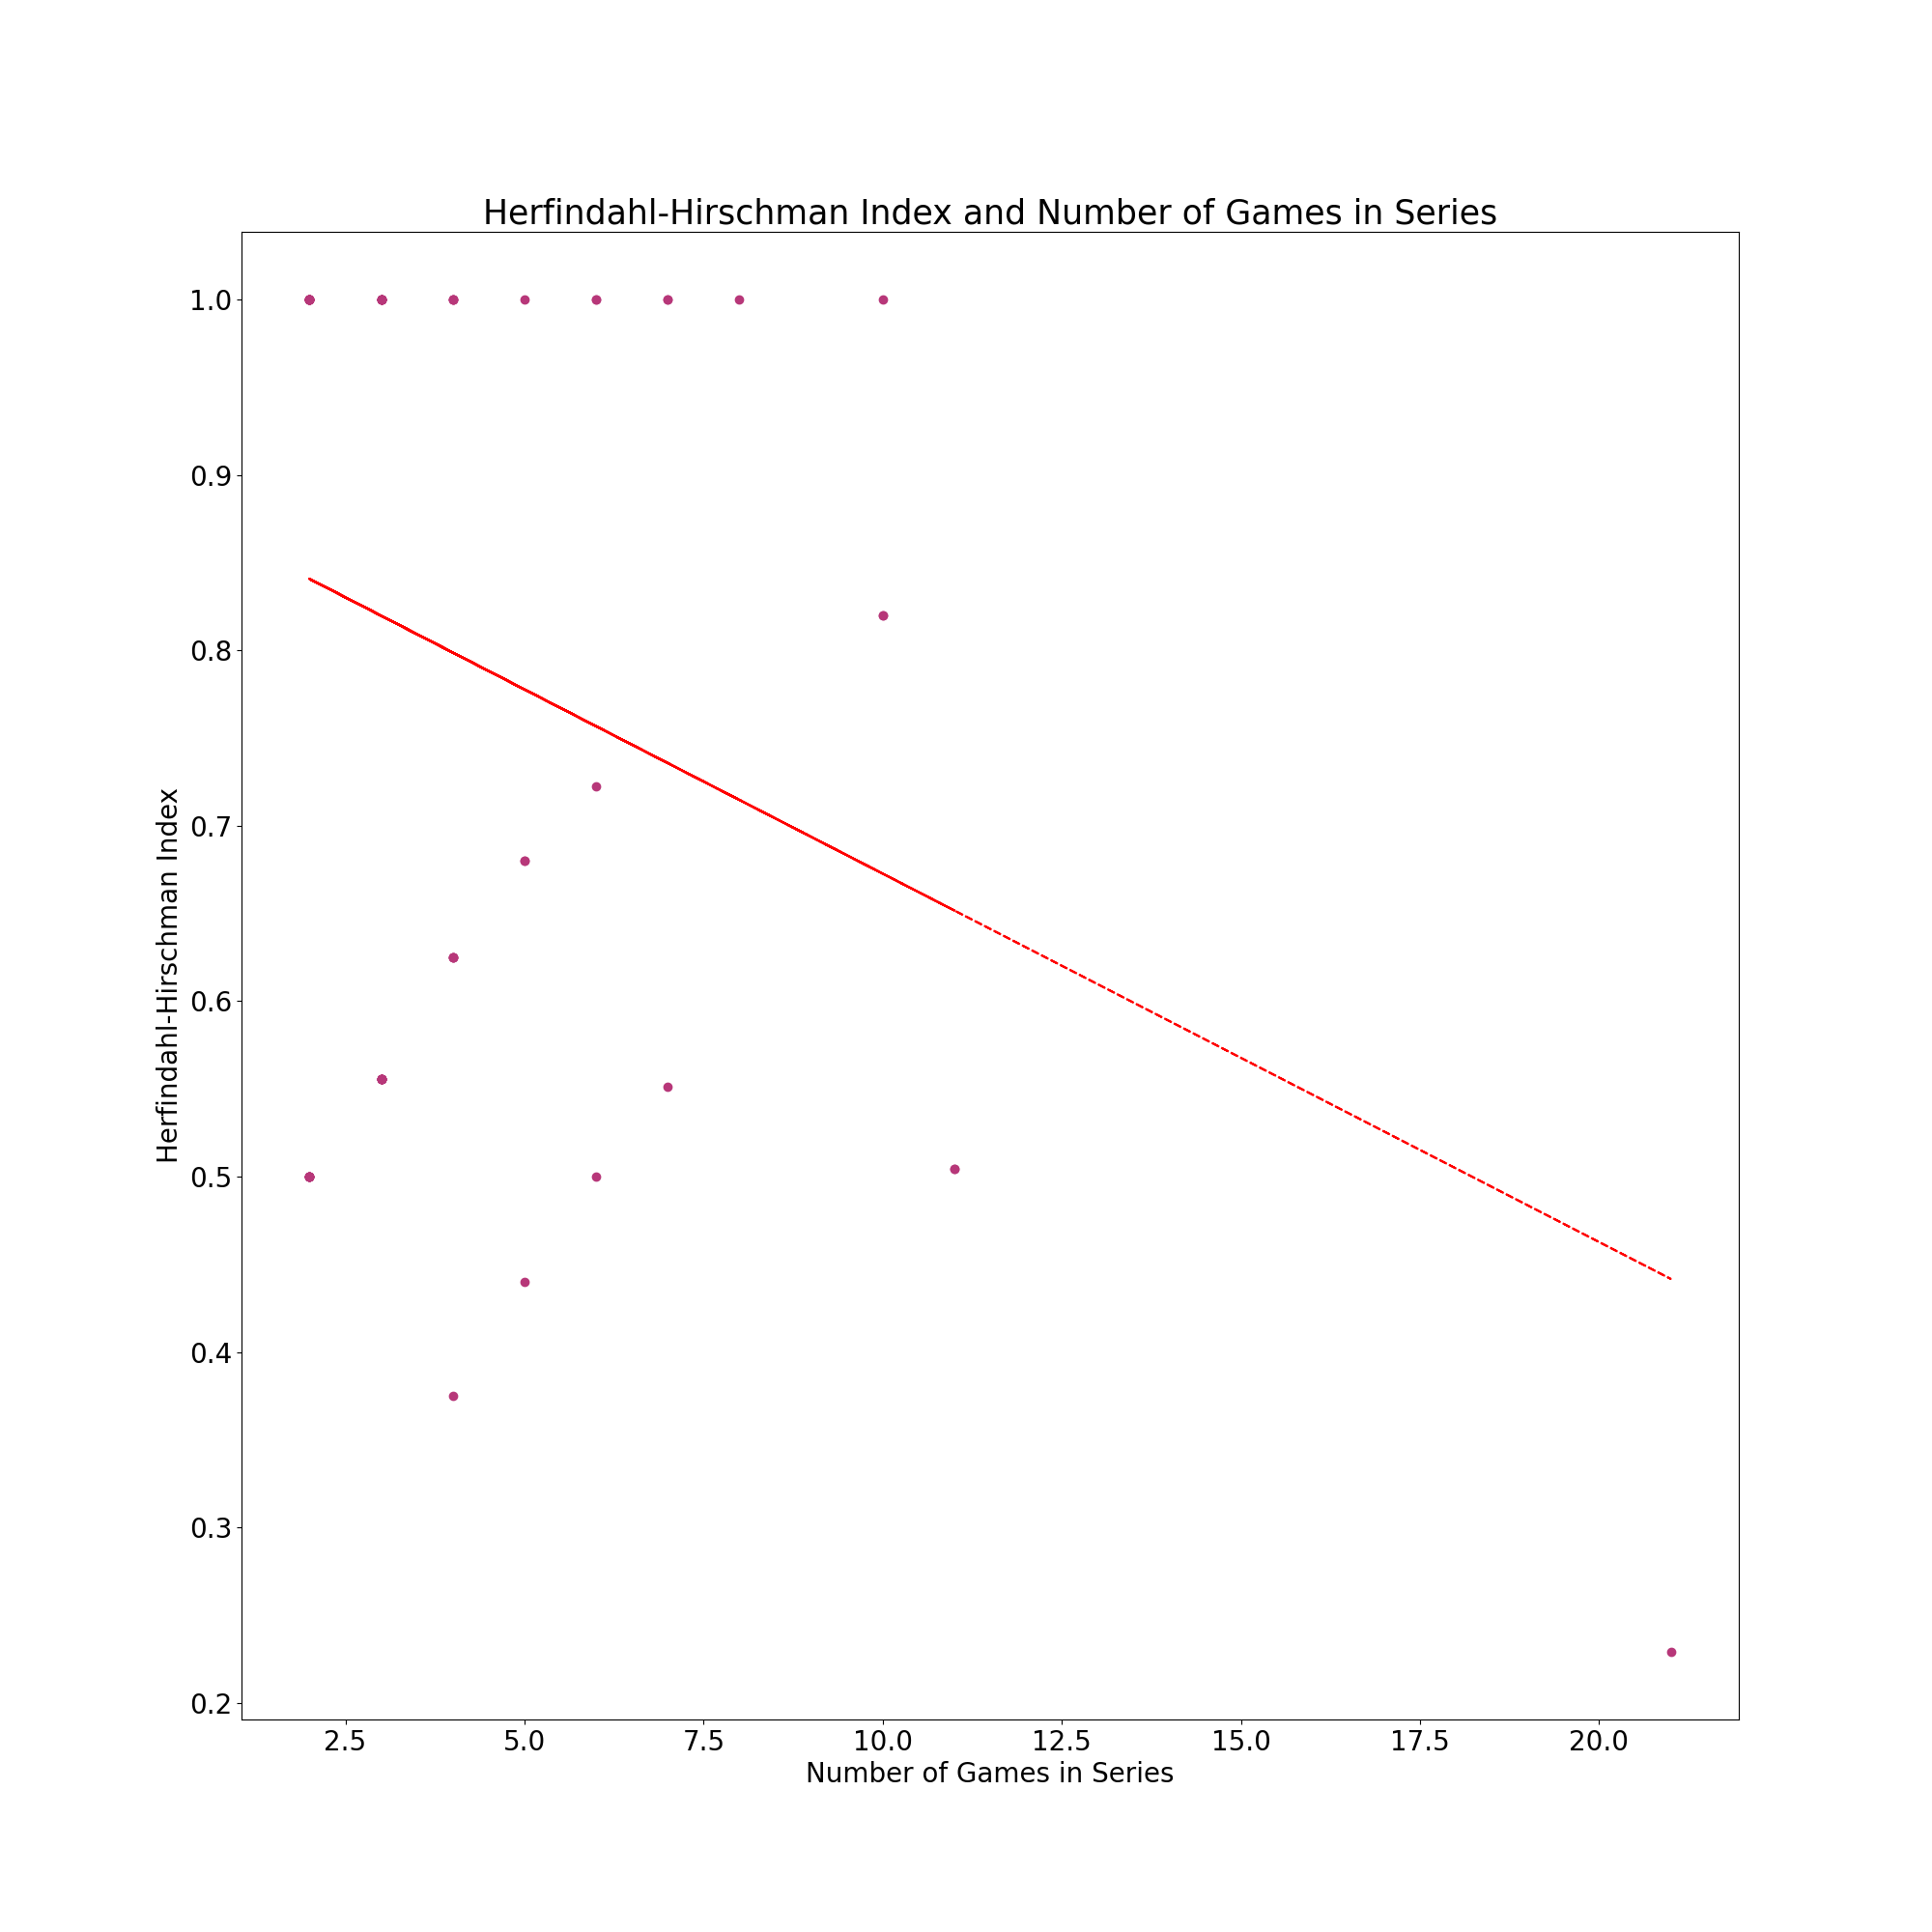 Herfindahl-Hirschman Index and Number of Games in Series
1.0
0.9
0.8
0.7
0.6
0.5
0.4
0.3
0.2
Herfindahl-Hirschman Index
2.5 5.0 7.5 10.0 12.5 15.0 17.5 20.0
Number of Games in Series